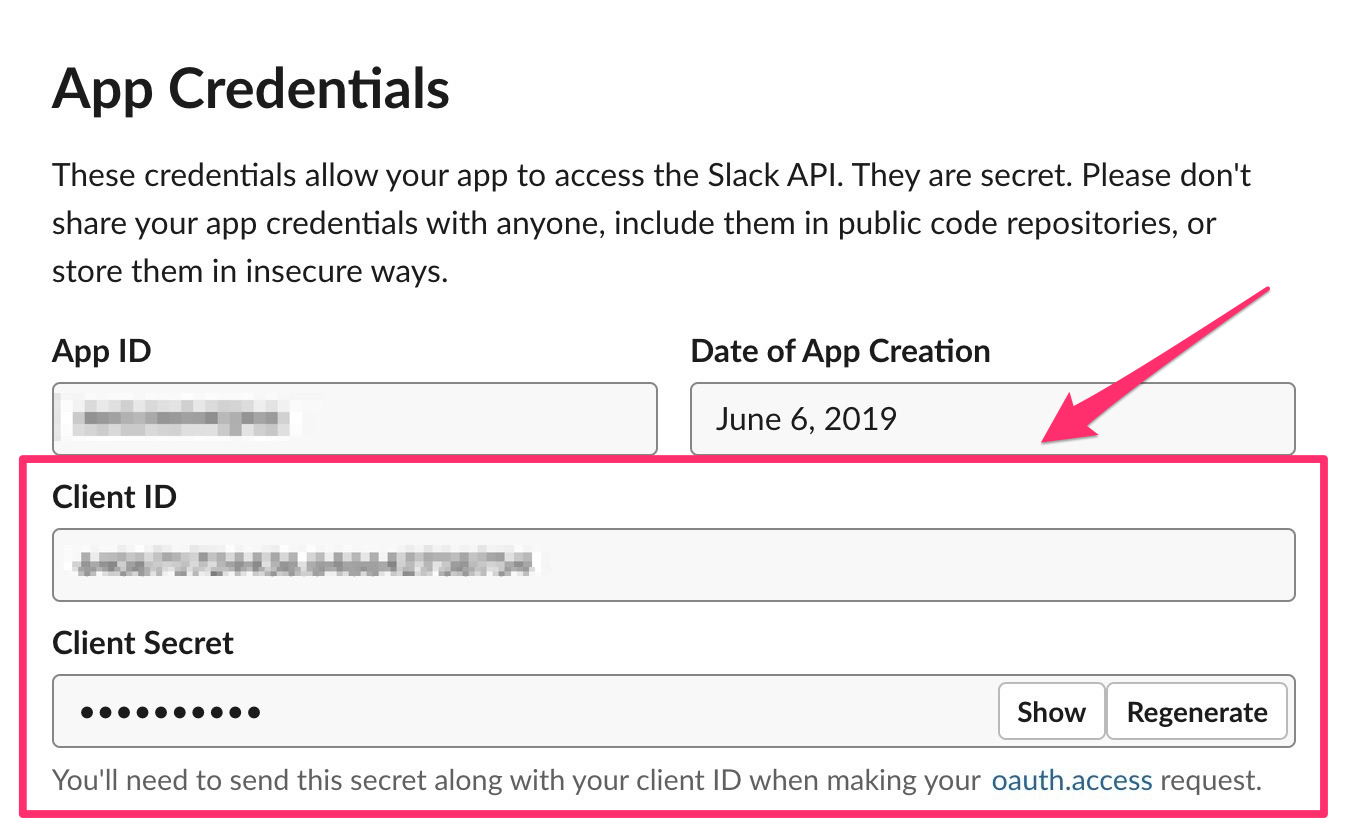 App Credentials
These credentials allow your app to access the Slack API. They are secret. Please don't
share your app credentials with anyone, include them in public code repositories, or
store them in insecure ways.
App ID
Date of App Creation
June 6, 2019
Client ID
Client Secret
••••••••••
Show
Regenerate
You'll need to send this secret along with your client ID when making your oauth.access request.